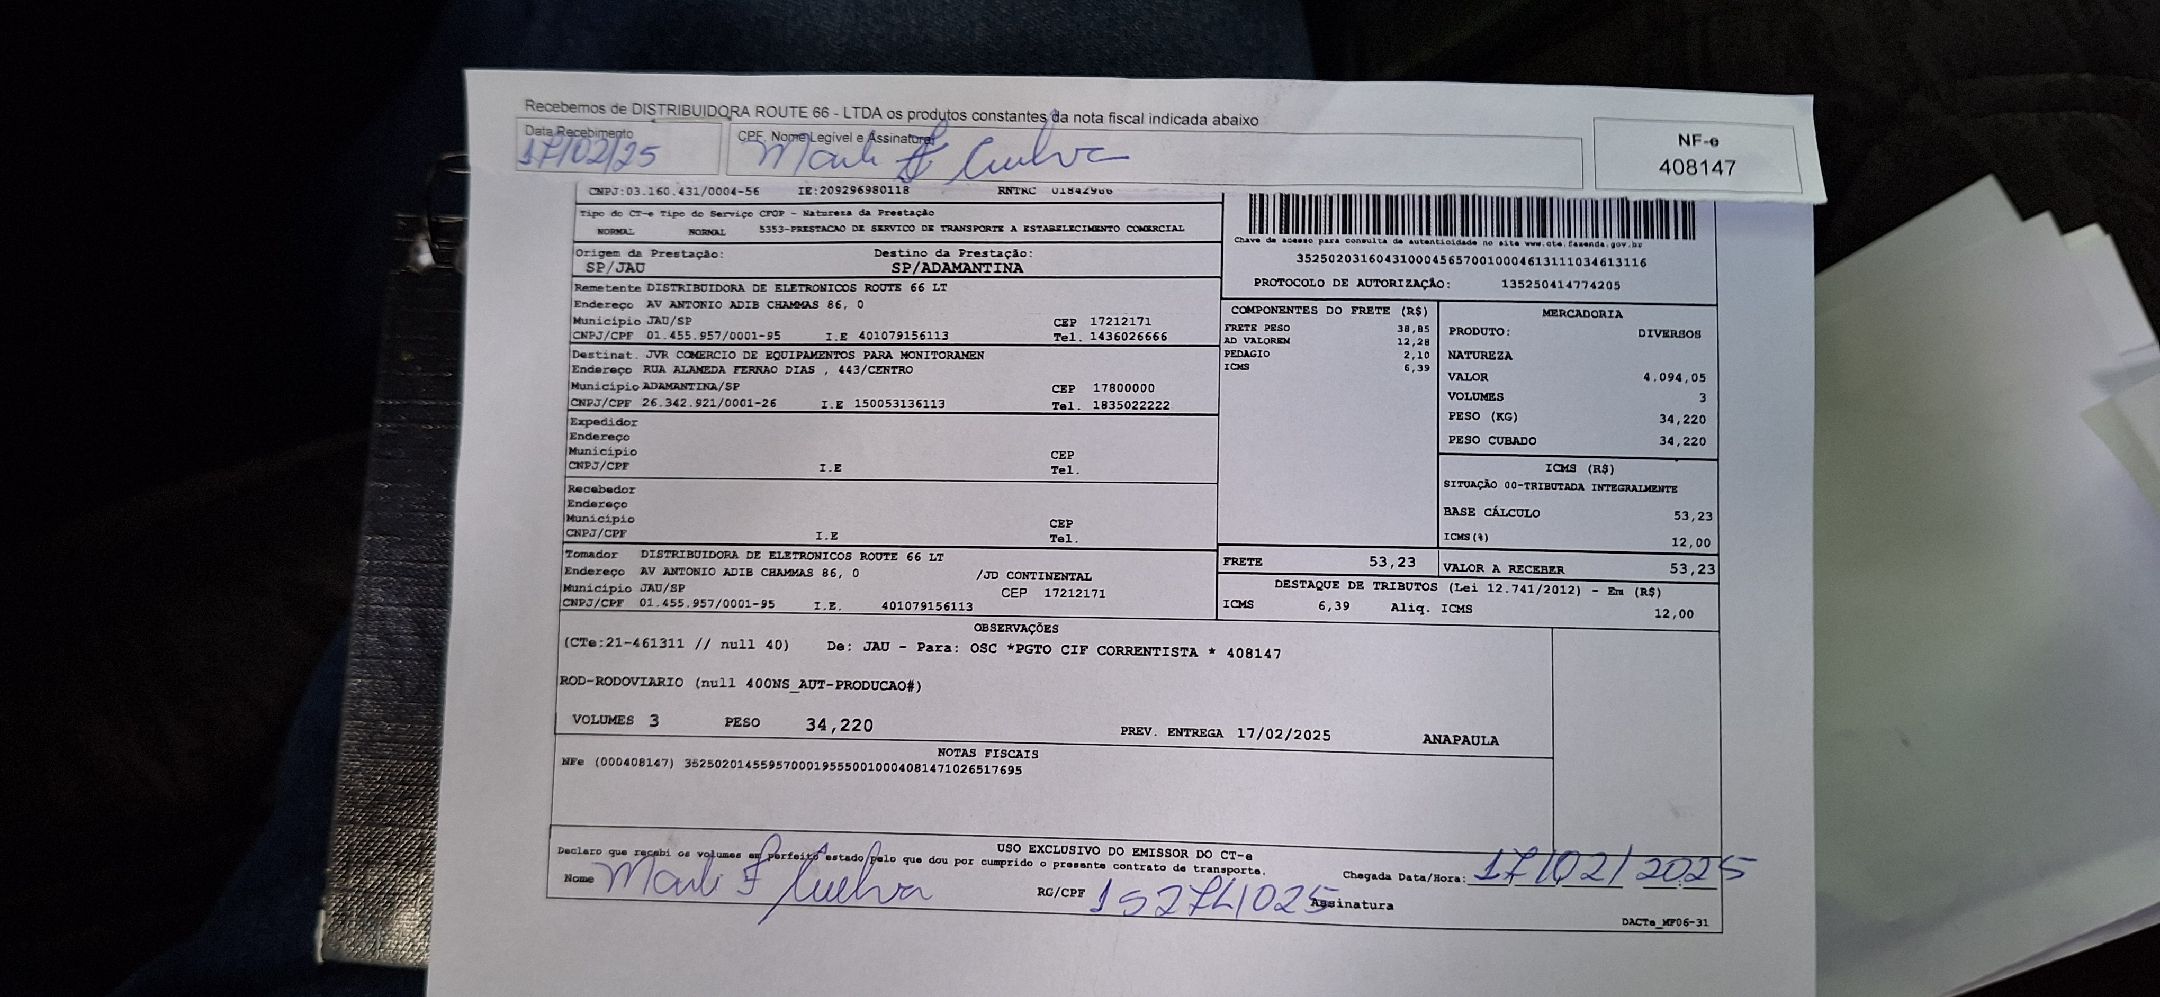 Recebemos de DISTRIBUIDORA ROUTE 66 - LTDA os produtos constantes da nota fiscal indicada abaixo
Data Recebimento
17/02/25
CPF, Nome Legivel e Assinatura
NF-e
408147
CNPJ:03.160.431/0004-56 IE:209296980118 RNTRC 01842966
Tipo do CT-e Tipo do Serviço CFOP - Natureza da Prestação
NORMAL NORMAL 5353-PRESTACAO DE SERVICO DE TRANSPORTE A ESTABELECIMENTO COMERCIAL
Origem da Prestação: Destino da Prestação:
SP/JAU SP/ADAMANTINA
Chave de acesso para consulta de autenticidade no site www.cte.fazenda.gov.br
35250203160431000456570010004613111034613116
PROTOCOLO DE AUTORIZAÇÃO: 135250414774205
Remetente DISTRIBUIDORA DE ELETRONICOS ROUTE 66 LT
Endereço AV ANTONIO ADIB CHAMMAS 86, 0
Município JAU/SP CEP 17212171
CNPJ/CPF 01.455.957/0001-95 I.E 401079156113 Tel. 1436026666
Destinat. JVR COMERCIO DE EQUIPAMENTOS PARA MONITORAMEN
Endereço RUA ALAMEDA FERNAO DIAS , 443/CENTRO
Município ADAMANTINA/SP CEP 17800000
CNPJ/CPF 26.342.921/0001-26 I.E 150053136113 Tel. 1835022222
Expedidor
Endereço
Município CEP
CNPJ/CPF I.E Tel.
Recebedor
Endereço
Município CEP
CNPJ/CPF I.E Tel.
Tomador DISTRIBUIDORA DE ELETRONICOS ROUTE 66 LT
Endereço AV ANTONIO ADIB CHAMMAS 86, 0 /JD CONTINENTAL
Município JAU/SP CEP 17212171
CNPJ/CPF 01.455.957/0001-95 I.E. 401079156113
COMPONENTES DO FRETE (R$)
FRETE PESO 38,85
AD VALOREM 12,28
PEDAGIO 2,10
ICMS 6,39
MERCADORIA
PRODUTO: DIVERSOS
NATUREZA
VALOR 4.094,05
VOLUMES 3
PESO (KG) 34,220
PESO CUBADO 34,220
ICMS (R$)
SITUAÇÃO 00-TRIBUTADA INTEGRALMENTE
BASE CÁLCULO 53,23
ICMS(%) 12,00
FRETE 53,23 VALOR A RECEBER 53,23
DESTAQUE DE TRIBUTOS (Lei 12.741/2012) - Em (R$)
ICMS 6,39 Aliq. ICMS 12,00
OBSERVAÇÕES
(CTe:21-461311 // null 40) De: JAU - Para: OSC *PGTO CIF CORRENTISTA * 408147
ROD-RODOVIARIO (null 400NS_AUT-PRODUCAO#)
VOLUMES 3 PESO 34,220 PREV. ENTREGA 17/02/2025 ANAPAULA
NOTAS FISCAIS
NFe (000408147) 35250201455957000195550010004081471026517695
USO EXCLUSIVO DO EMISSOR DO CT-e
Declaro que recebi os volumes em perfeito estado pelo que dou por cumprido o presente contrato de transporte.
Nome RG/CPF 152741025 Assinatura Chegada Data/Hora: 17/02/2025
DACTe_MF06-31